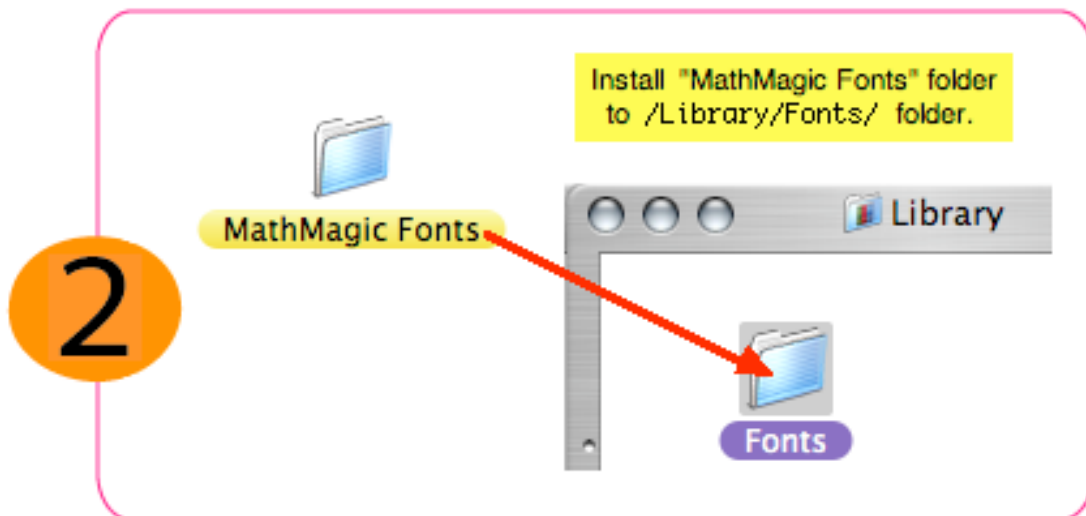 Install "MathMagic Fonts" folder
to /Library/Fonts/ folder.
MathMagic Fonts
Library
2
Fonts